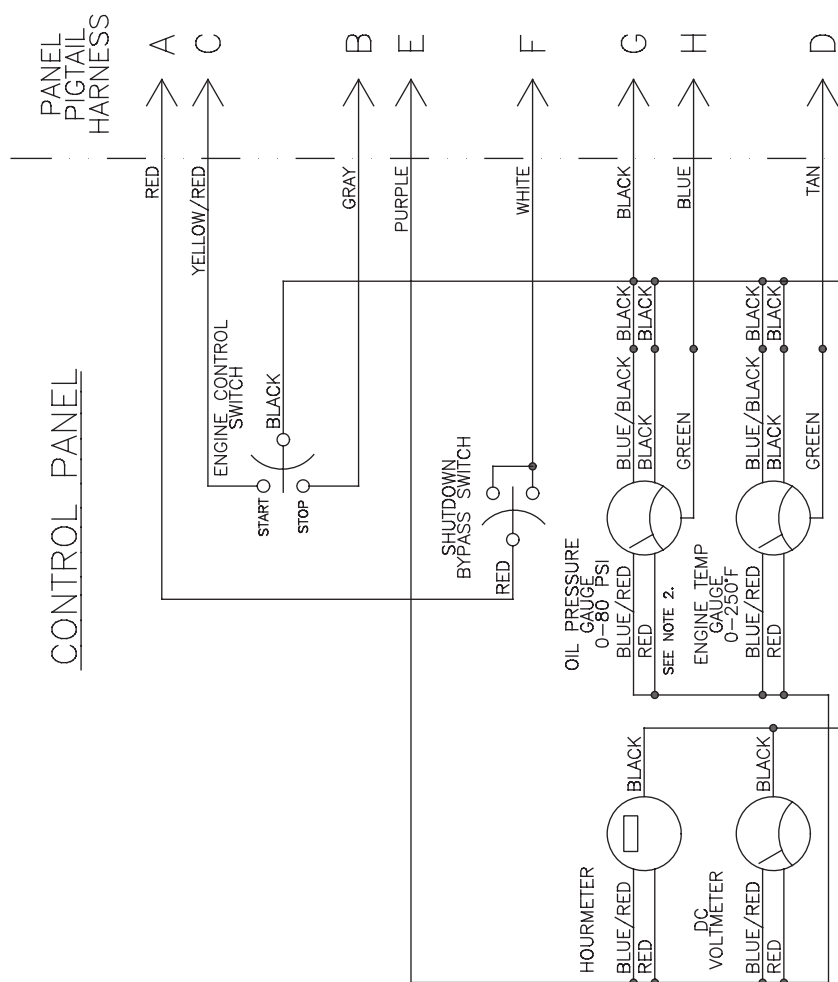 PANEL
PIGTAIL
HARNESS
A
C
B
E
F
G
H
D
RED
YELLOW/RED
GRAY
PURPLE
WHITE
BLACK
BLUE
TAN
CONTROL PANEL
ENGINE CONTROL
SWITCH
BLACK
START
STOP
SHUTDOWN
BYPASS SWITCH
RED
BLACK
BLACK
BLACK
BLACK
BLUE/BLACK
BLACK
GREEN
BLUE/BLACK
BLACK
GREEN
OIL PRESSURE
GAUGE
0-80 PSI
BLUE/RED
RED
SEE NOTE 2.
ENGINE TEMP
GAUGE
0-250°F
BLUE/RED
RED
BLACK
BLACK
HOURMETER
BLUE/RED
RED
DC
VOLTMETER
BLUE/RED
RED